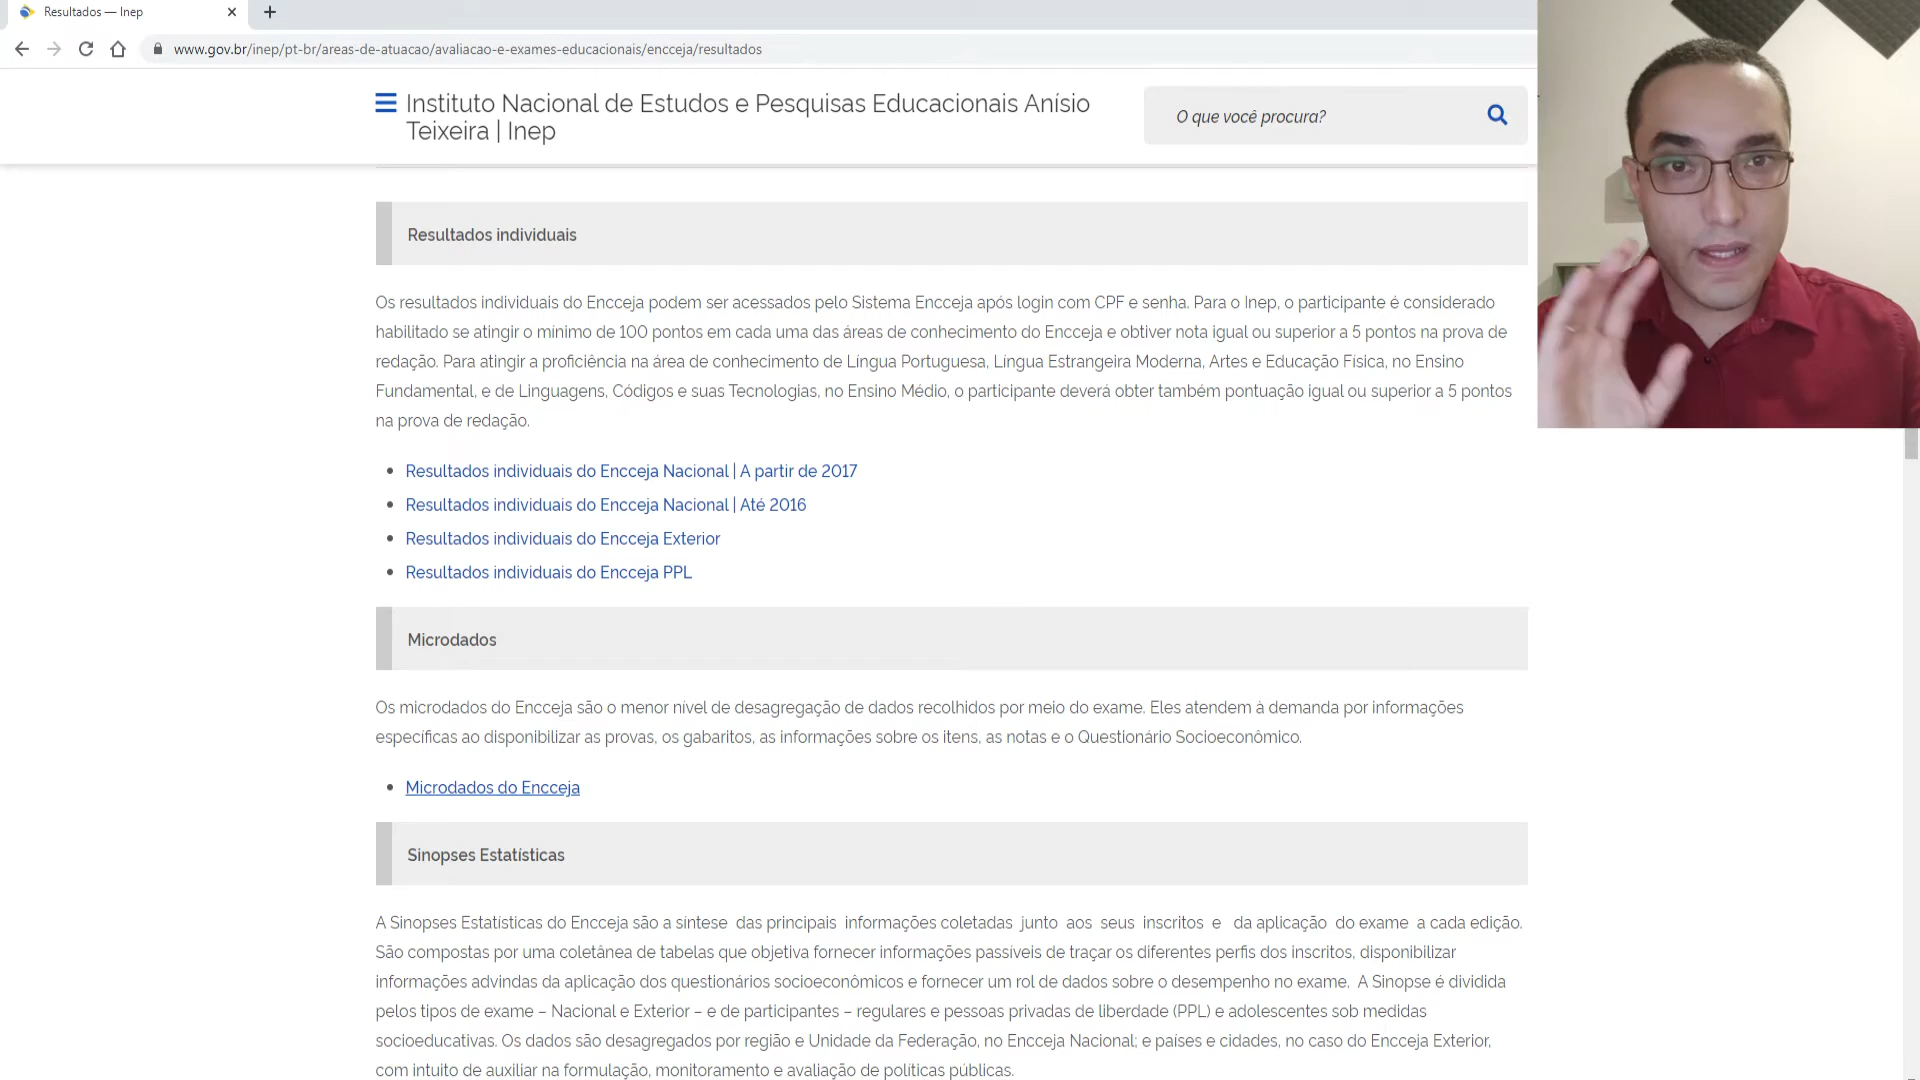 Resultados — Inep
www.gov.br/inep/pt-br/areas-de-atuacao/avaliacao-e-exames-educacionais/encceja/resultados
Instituto Nacional de Estudos e Pesquisas Educacionais Anísio
Teixeira | Inep
O que você procura?
Resultados individuais
Os resultados individuais do Encceja podem ser acessados pelo Sistema Encceja após login com CPF e senha. Para o Inep, o participante é considerado
habilitado se atingir o mínimo de 100 pontos em cada uma das áreas de conhecimento do Encceja e obtiver nota igual ou superior a 5 pontos na prova de
redação. Para atingir a proficiência na área de conhecimento de Língua Portuguesa, Língua Estrangeira Moderna, Artes e Educação Física, no Ensino
Fundamental, e de Linguagens, Códigos e suas Tecnologias, no Ensino Médio, o participante deverá obter também pontuação igual ou superior a 5 pontos
na prova de redação.
Resultados individuais do Encceja Nacional | A partir de 2017
Resultados individuais do Encceja Nacional | Até 2016
Resultados individuais do Encceja Exterior
Resultados individuais do Encceja PPL
Microdados
Os microdados do Encceja são o menor nível de desagregação de dados recolhidos por meio do exame. Eles atendem à demanda por informações
específicas ao disponibilizar as provas, os gabaritos, as informações sobre os itens, as notas e o Questionário Socioeconômico.
Microdados do Encceja
Sinopses Estatísticas
A Sinopses Estatísticas do Encceja são a síntese das principais informações coletadas junto aos seus inscritos e da aplicação do exame a cada edição.
São compostas por uma coletânea de tabelas que objetiva fornecer informações passíveis de traçar os diferentes perfis dos inscritos, disponibilizar
informações advindas da aplicação dos questionários socioeconômicos e fornecer um rol de dados sobre o desempenho no exame. A Sinopse é dividida
pelos tipos de exame – Nacional e Exterior – e de participantes – regulares e pessoas privadas de liberdade (PPL) e adolescentes sob medidas
socioeducativas. Os dados são desagregados por região e Unidade da Federação, no Encceja Nacional; e países e cidades, no caso do Encceja Exterior,
com intuito de auxiliar na formulação, monitoramento e avaliação de políticas públicas.